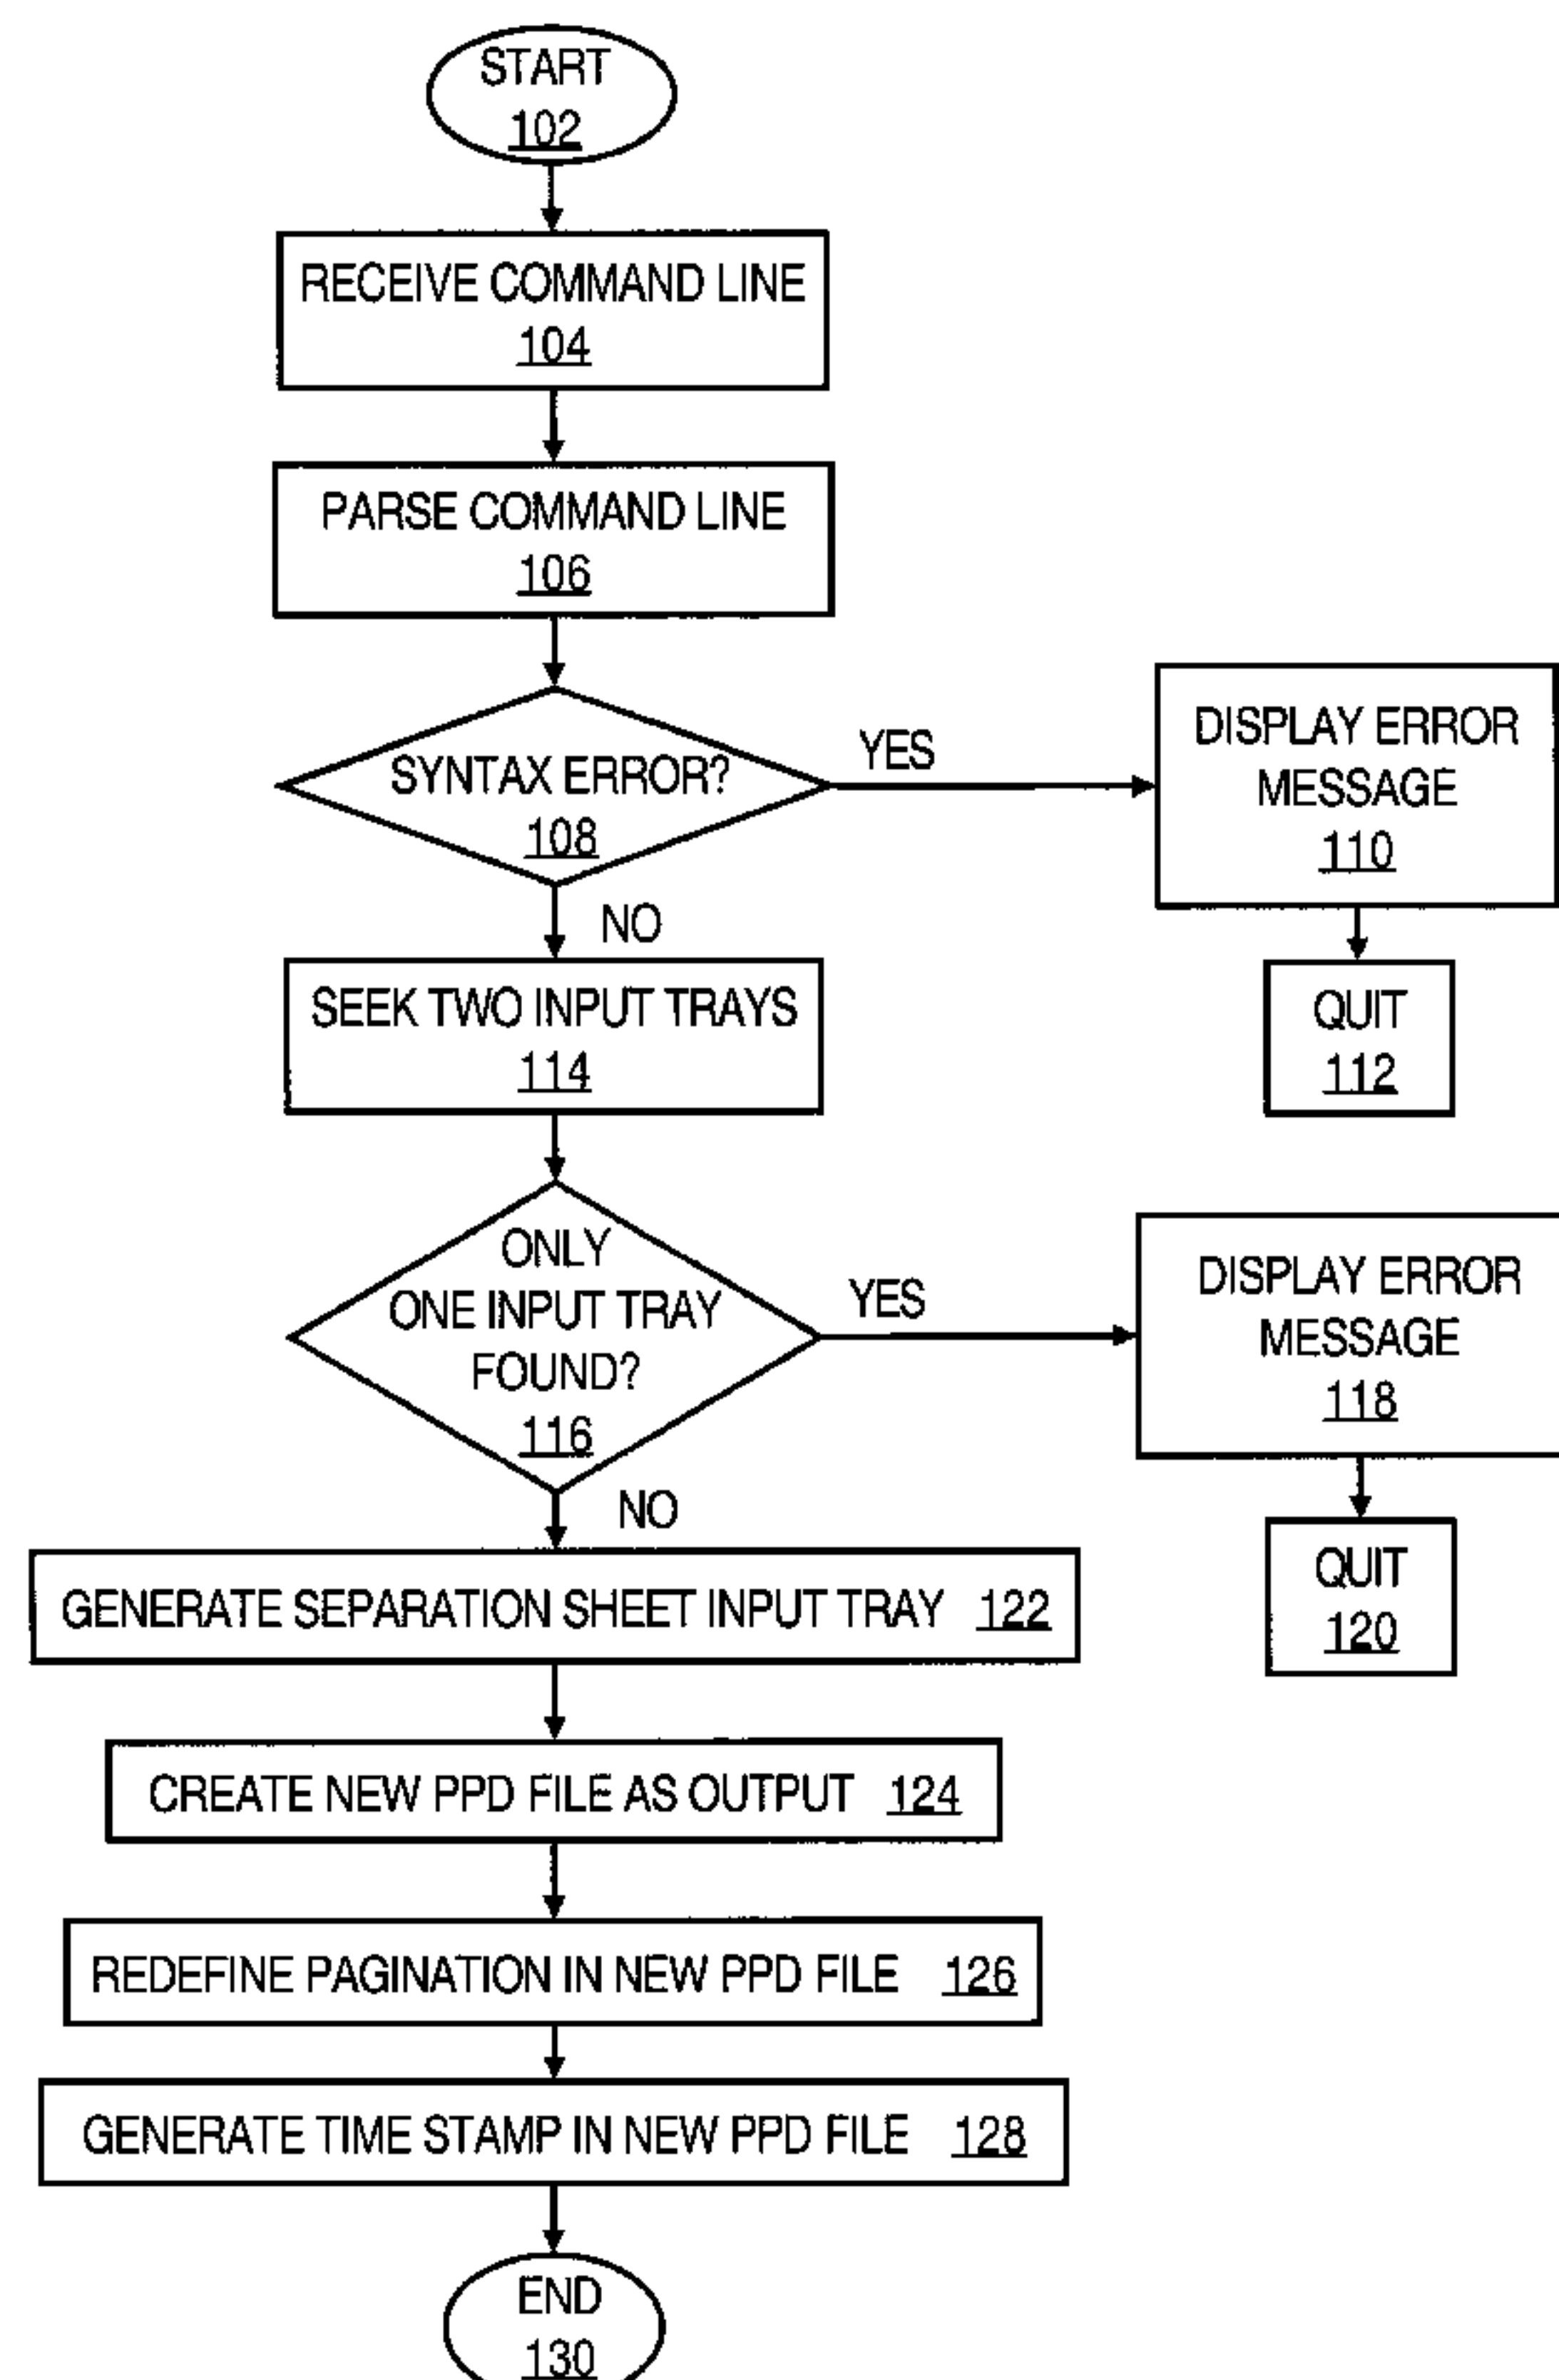 START
102
RECEIVE COMMAND LINE
104
PARSE COMMAND LINE
106
SYNTAX ERROR?
108
YES
DISPLAY ERROR
MESSAGE
110
QUIT
112
NO
SEEK TWO INPUT TRAYS
114
ONLY
ONE INPUT TRAY
FOUND?
116
YES
DISPLAY ERROR
MESSAGE
118
QUIT
120
NO
GENERATE SEPARATION SHEET INPUT TRAY 122
CREATE NEW PPD FILE AS OUTPUT 124
REDEFINE PAGINATION IN NEW PPD FILE 126
GENERATE TIME STAMP IN NEW PPD FILE 128
END
130